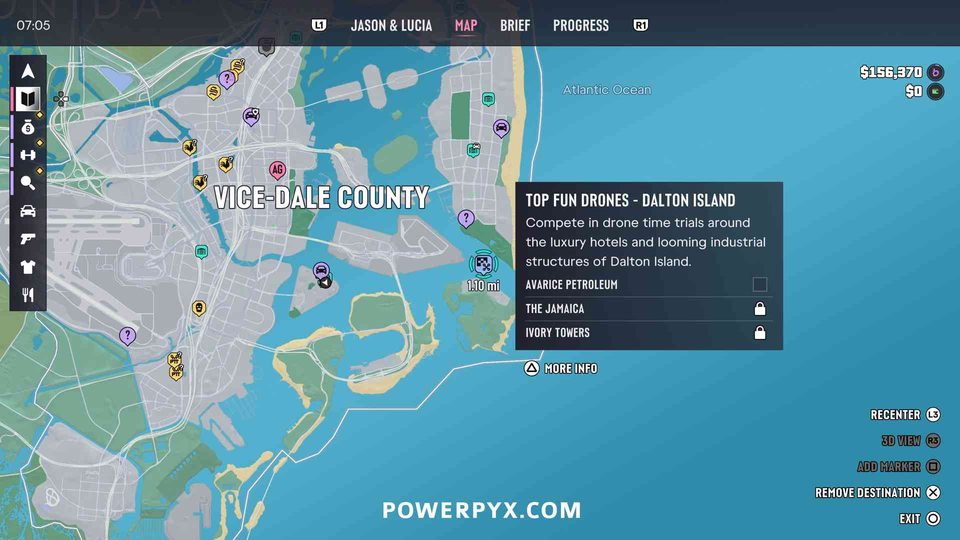 07:05
L1
JASON & LUCIA
MAP
BRIEF
PROGRESS
R1
$156,370
$0
Atlantic Ocean
AG
VICE-DALE COUNTY
1.10 mi
TOP FUN DRONES - DALTON ISLAND
Compete in drone time trials around
the luxury hotels and looming industrial
structures of Dalton Island.
AVARICE PETROLEUM
THE JAMAICA
IVORY TOWERS
MORE INFO
RECENTER L3
3D VIEW R3
ADD MARKER
REMOVE DESTINATION
EXIT
POWERPYX.COM